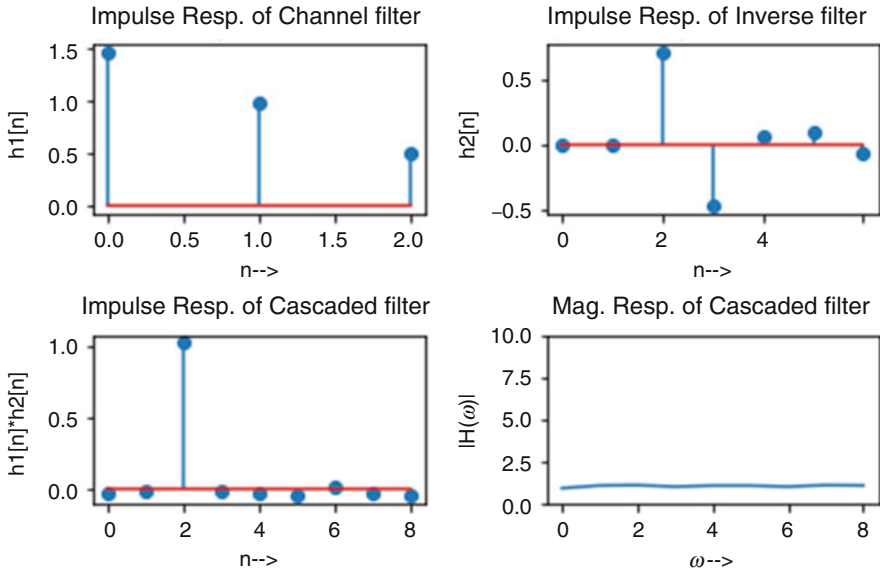 Impulse Resp. of Channel filter
1.5
1.0
0.5
0.0
h1[n]
0.0 0.5 1.0 1.5 2.0
n-->
Impulse Resp. of Inverse filter
0.5
0.0
−0.5
h2[n]
0 2 4
n-->
Impulse Resp. of Cascaded filter
1.0
0.5
0.0
h1[n]*h2[n]
0 2 4 6 8
n-->
Mag. Resp. of Cascaded filter
10.0
7.5
5.0
2.5
0.0
|H(ω)|
0 2 4 6 8
ω-->